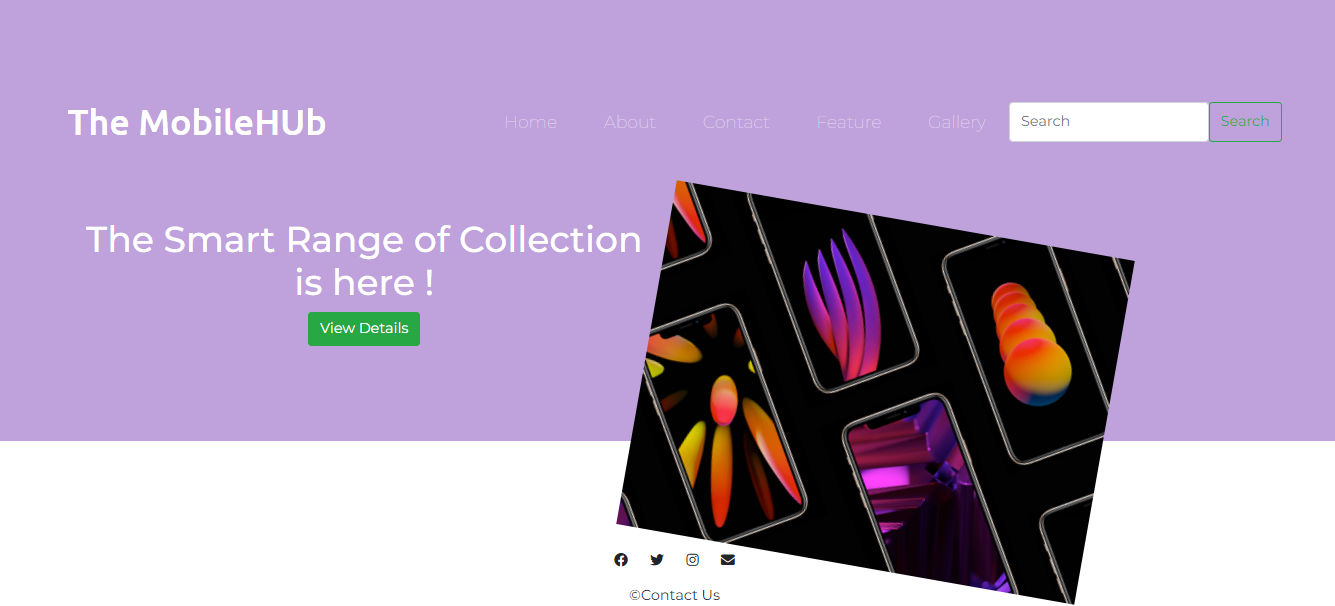 The MobileHUb
Home About Contact Feature Gallery Search Search
The Smart Range of Collection
is here !
View Details
©Contact Us